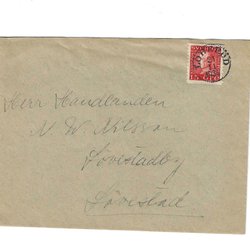 Herr Handlanden
N. W. Nilsson
Lövestadby
Lövestad